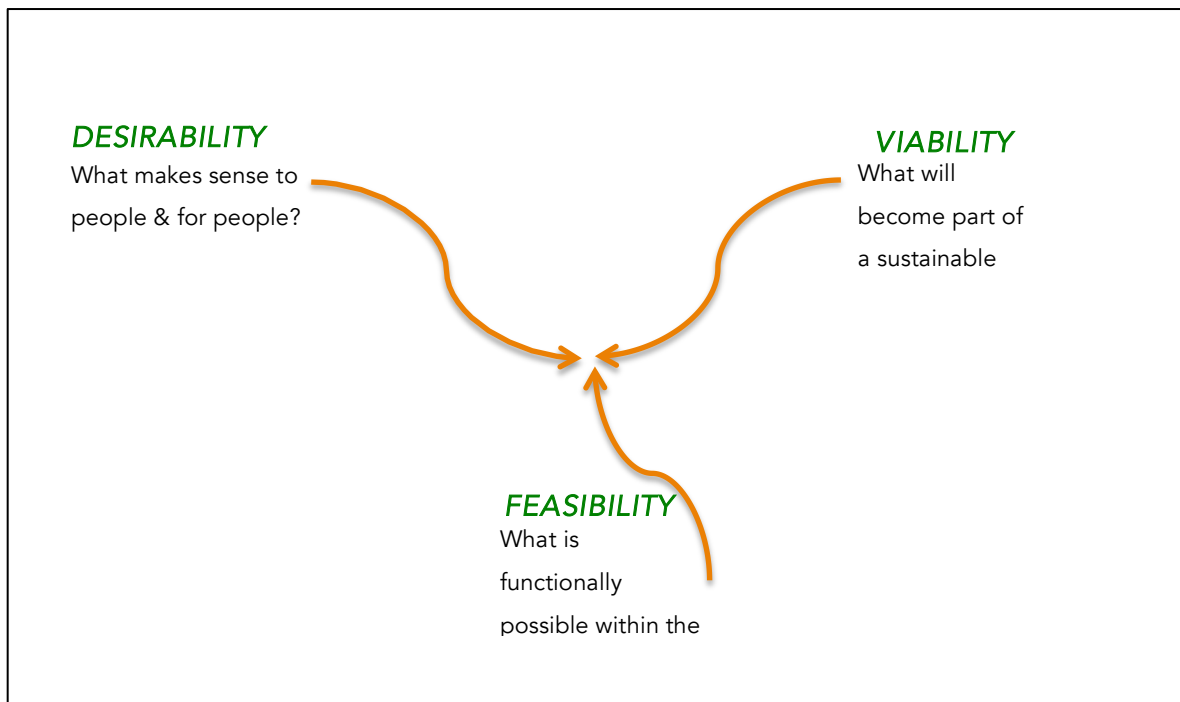 DESIRABILITY
What makes sense to
people & for people?
VIABILITY
What will
become part of
a sustainable
FEASIBILITY
What is
functionally
possible within the